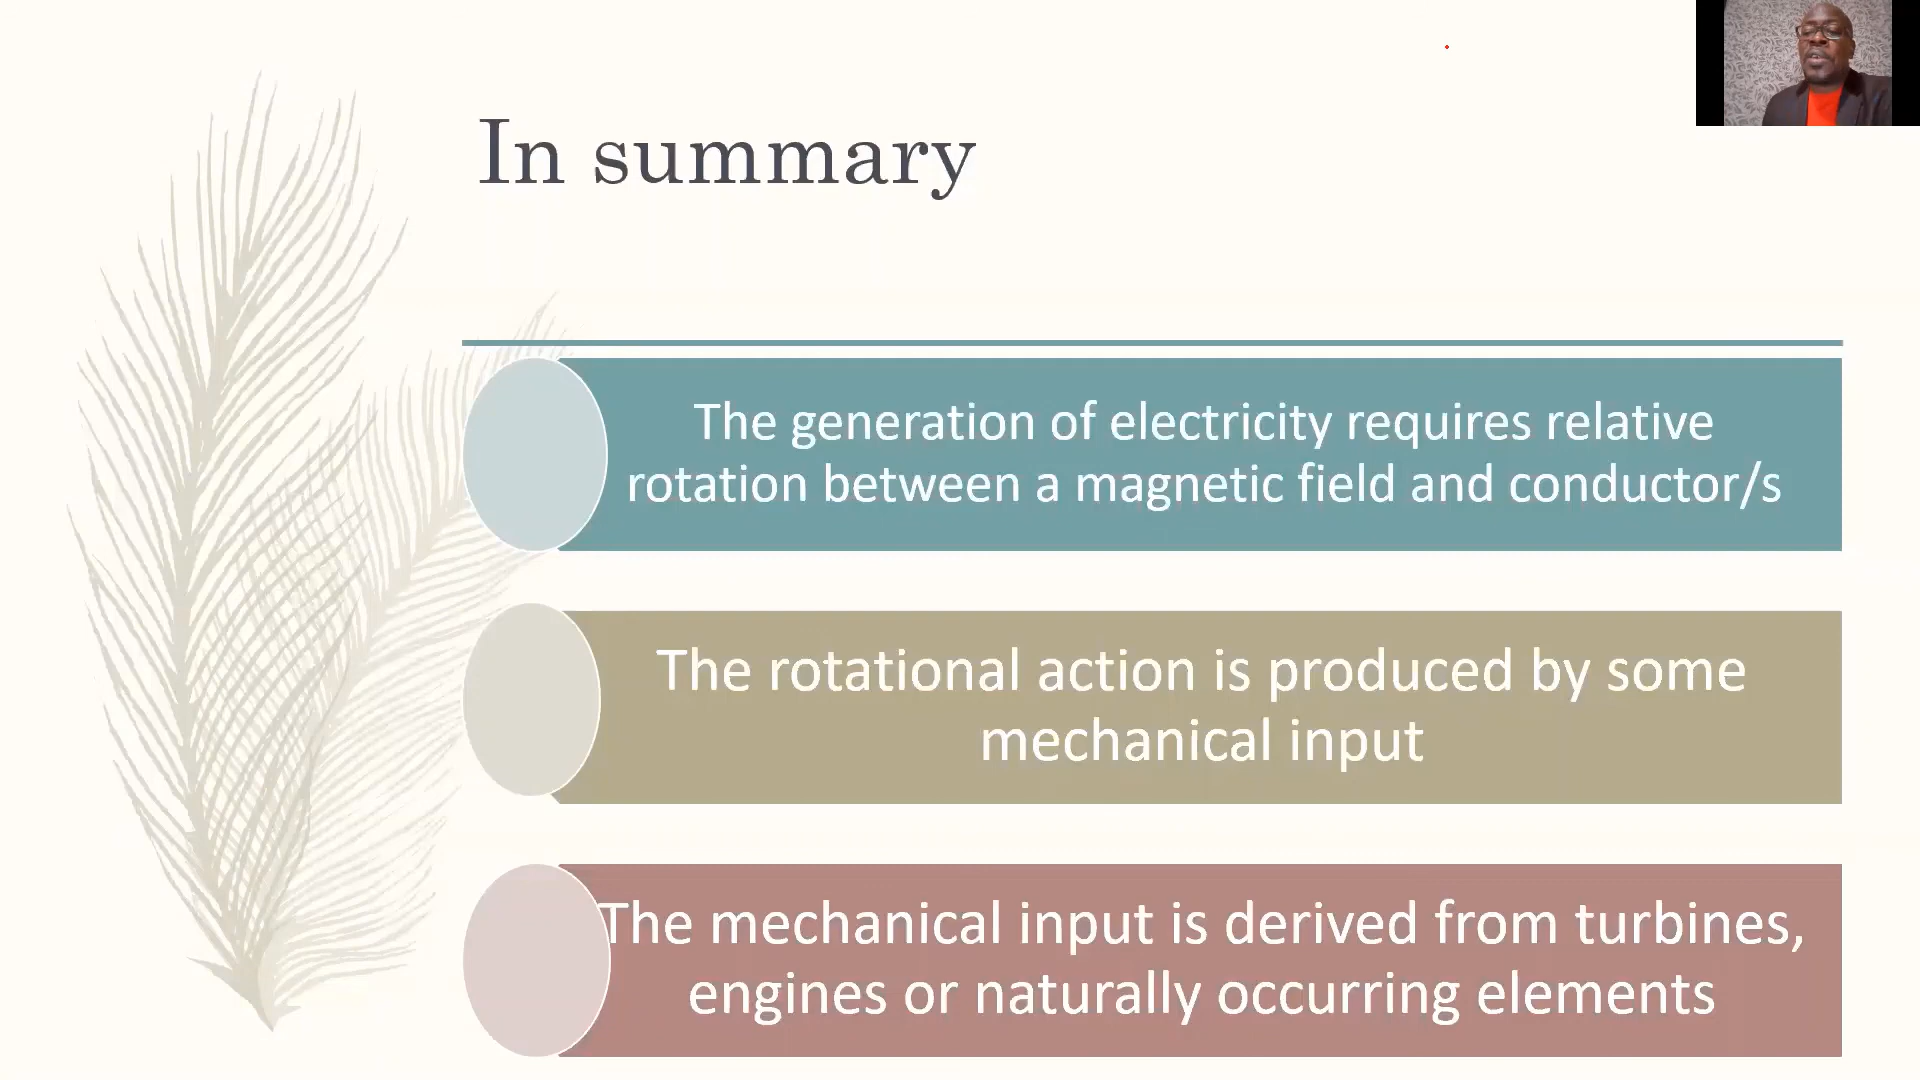 In summary
The generation of electricity requires relative
rotation between a magnetic field and conductor/s
The rotational action is produced by some
mechanical input
The mechanical input is derived from turbines,
engines or naturally occurring elements